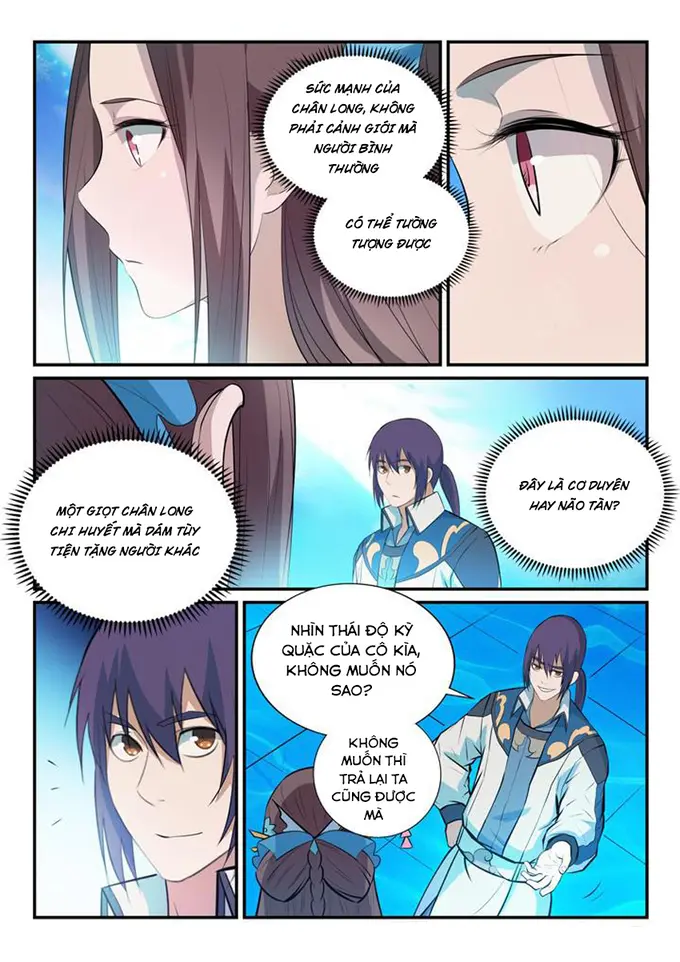 SỨC MẠNH CỦA
CHÂN LONG, KHÔNG
PHẢI CẢNH GIỚI MÀ
NGƯỜI BÌNH
THƯỜNG
CÓ THỂ TƯỞNG
TƯỢNG ĐƯỢC
MỘT GIỌT CHÂN LONG
CHI HUYẾT MÀ DÁM TÙY
TIỆN TẶNG NGƯỜI KHÁC
ĐÂY LÀ CƠ DUYÊN
HAY NÃO TÀN?
NHÌN THÁI ĐỘ KỲ
QUẶC CỦA CÔ KÌA,
KHÔNG MUỐN NÓ
SAO?
KHÔNG
MUỐN THÌ
TRẢ LẠI TA
CŨNG ĐƯỢC
MÀ